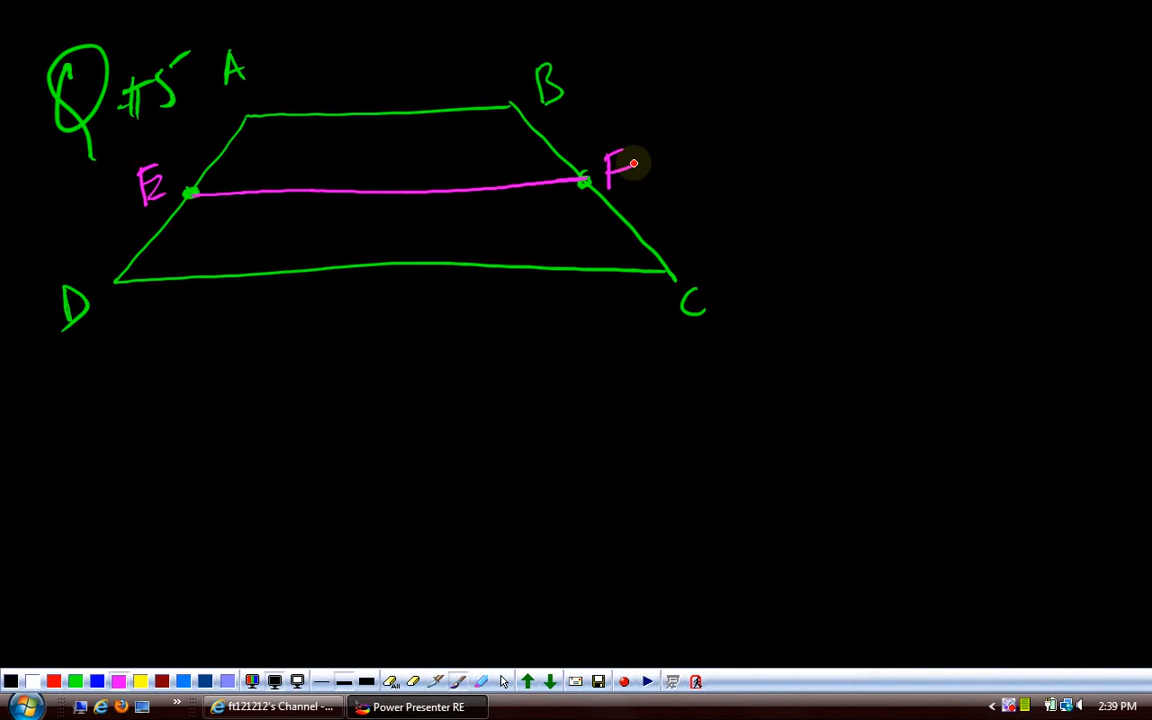 Q #5
A
B
E
F
D
C
ft121212's Channel -...
Power Presenter RE
2:39 PM